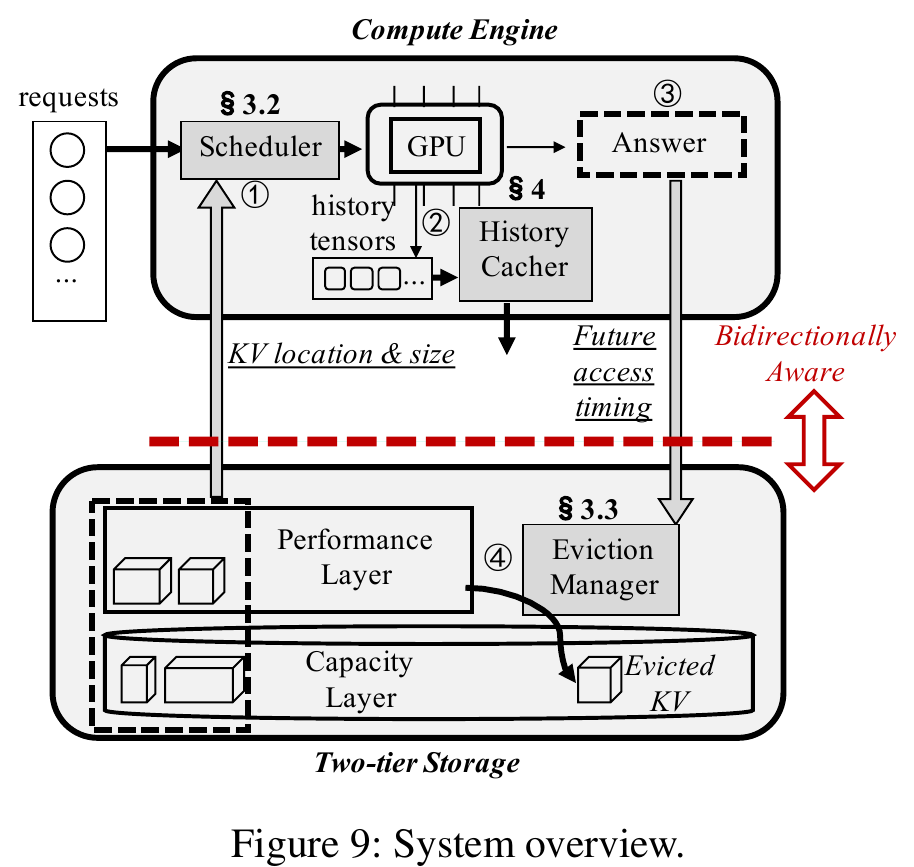 Compute Engine
requests
§ 3.2
③
Scheduler
GPU
Answer
①
②
§ 4
history
tensors
...
...
History
Cacher
KV location & size
Future
access
timing
Bidirectionally
Aware
§ 3.3
Performance
Layer
④
Eviction
Manager
Capacity
Layer
Evicted
KV
Two-tier Storage
Figure 9: System overview.